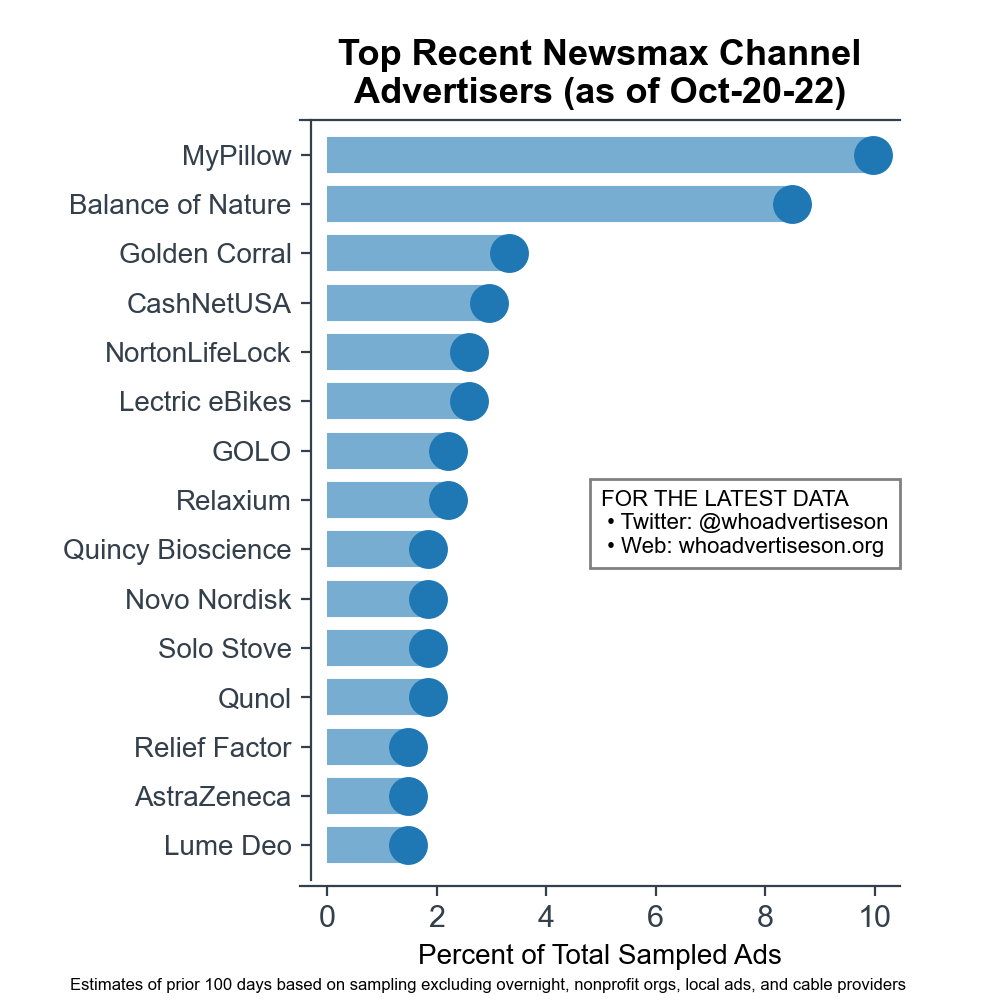 Top Recent Newsmax Channel
Advertisers (as of Oct-20-22)
MyPillow
Balance of Nature
Golden Corral
CashNetUSA
NortonLifeLock
Lectric eBikes
GOLO
Relaxium
Quincy Bioscience
Novo Nordisk
Solo Stove
Qunol
Relief Factor
AstraZeneca
Lume Deo
FOR THE LATEST DATA
• Twitter: @whoadvertiseson
• Web: whoadvertiseson.org
0 2 4 6 8 10
Percent of Total Sampled Ads
Estimates of prior 100 days based on sampling excluding overnight, nonprofit orgs, local ads, and cable providers